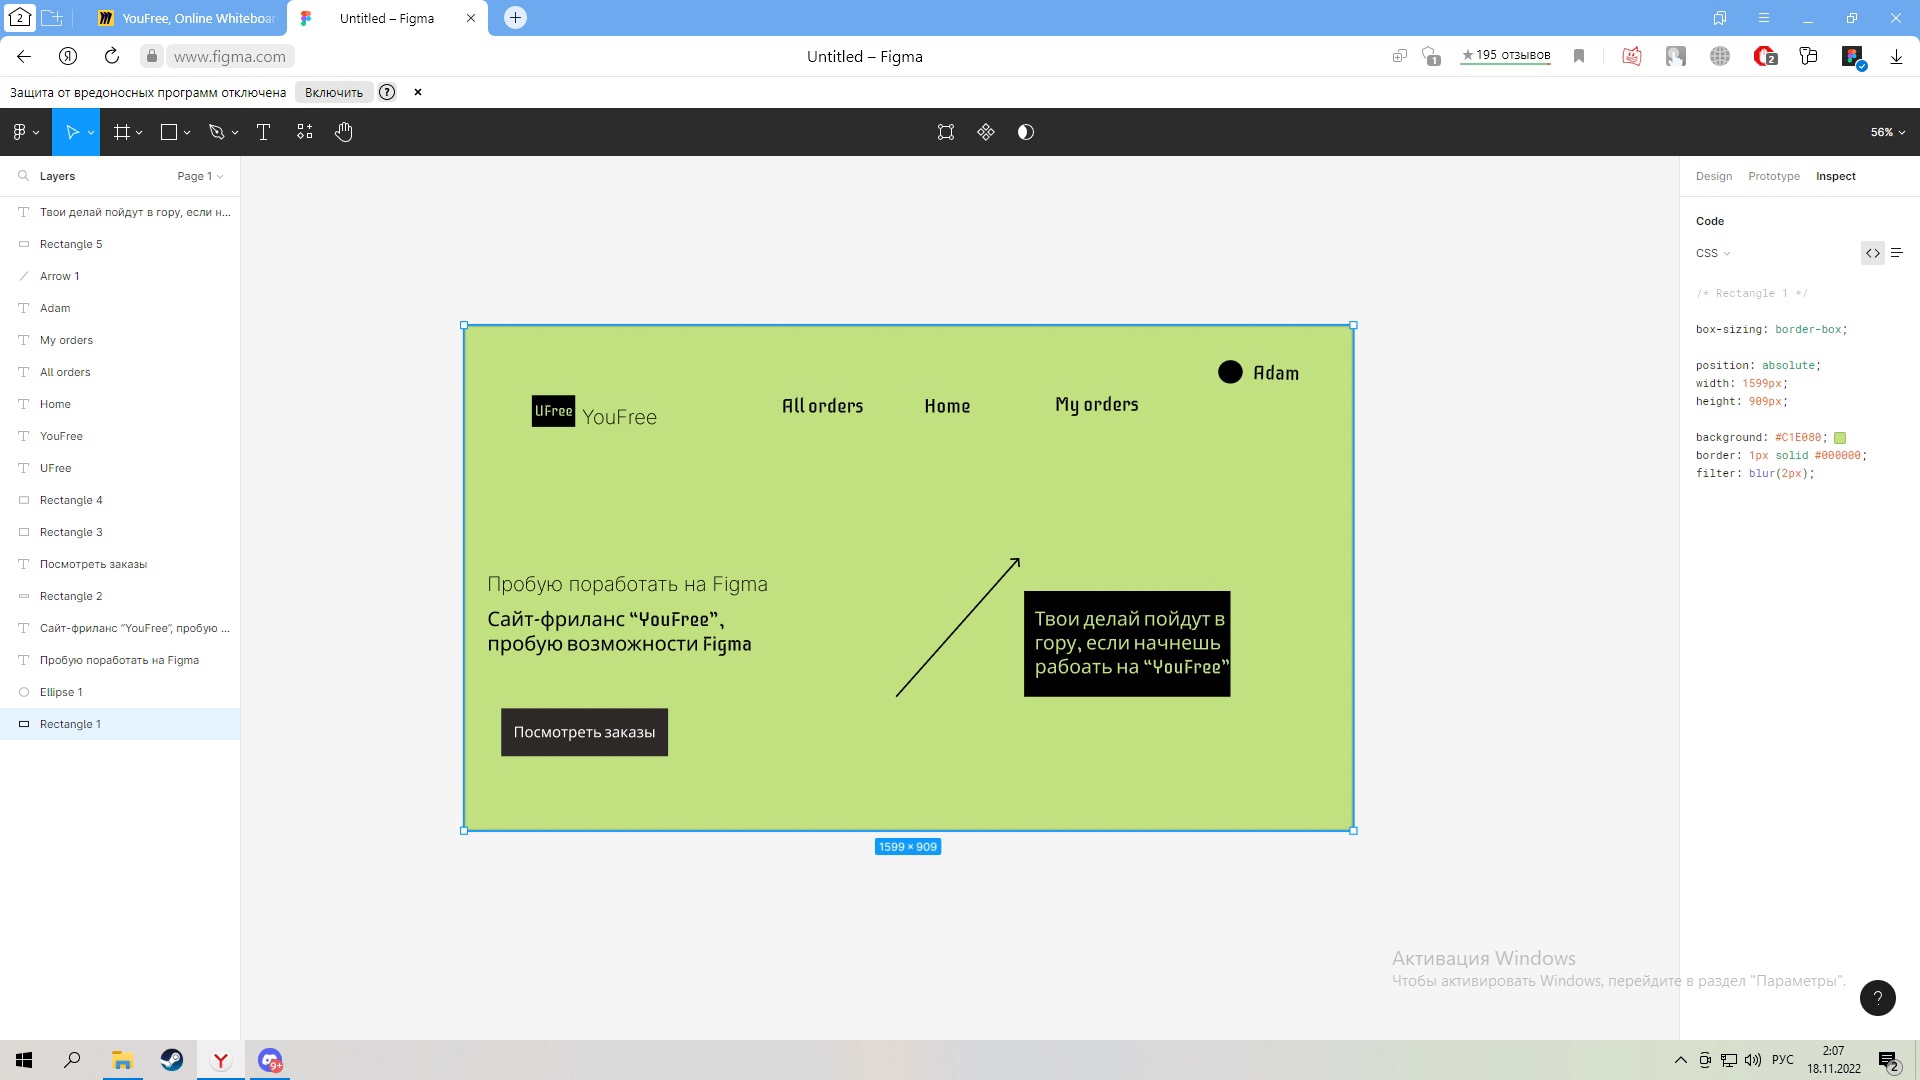 2
YouFree, Online Whiteboar
Untitled – Figma
www.figma.com
Untitled – Figma
1
195 отзывов
2
Защита от вредоносных программ отключена
Включить
?
56%
Layers
Page 1
Design
Prototype
Inspect
Твои делай пойдут в гору, если н...
Rectangle 5
Arrow 1
Adam
My orders
All orders
Home
YouFree
UFree
Rectangle 4
Rectangle 3
Посмотреть заказы
Rectangle 2
Сайт-фриланс “YouFree”, пробую ...
Пробую поработать на Figma
Ellipse 1
Rectangle 1
Adam
UFree
YouFree
All orders
Home
My orders
Пробую поработать на Figma
Сайт-фриланс “YouFree”,
пробую возможности Figma
Твои делай пойдут в
гору, если начнешь
рабоать на “YouFree”
Посмотреть заказы
1599 × 909
Code
CSS
/* Rectangle 1 */
box-sizing: border-box;
position: absolute;
width: 1599px;
height: 909px;
background: #C1E080;
border: 1px solid #000000;
filter: blur(2px);
Активация Windows
Чтобы активировать Windows, перейдите в раздел "Параметры".
?
9+
РУС
2:07
18.11.2022
2